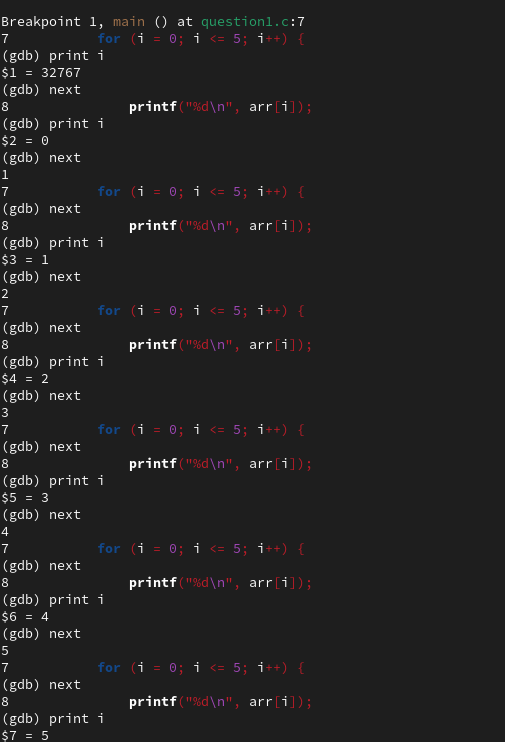 Breakpoint 1, main () at question1.c:7
7           for (i = 0; i <= 5; i++) {
(gdb) print i
$1 = 32767
(gdb) next
8               printf("%d\n", arr[i]);
(gdb) print i
$2 = 0
(gdb) next
1
7           for (i = 0; i <= 5; i++) {
(gdb) next
8               printf("%d\n", arr[i]);
(gdb) print i
$3 = 1
(gdb) next
2
7           for (i = 0; i <= 5; i++) {
(gdb) next
8               printf("%d\n", arr[i]);
(gdb) print i
$4 = 2
(gdb) next
3
7           for (i = 0; i <= 5; i++) {
(gdb) next
8               printf("%d\n", arr[i]);
(gdb) print i
$5 = 3
(gdb) next
4
7           for (i = 0; i <= 5; i++) {
(gdb) next
8               printf("%d\n", arr[i]);
(gdb) print i
$6 = 4
(gdb) next
5
7           for (i = 0; i <= 5; i++) {
(gdb) next
8               printf("%d\n", arr[i]);
(gdb) print i
$7 = 5